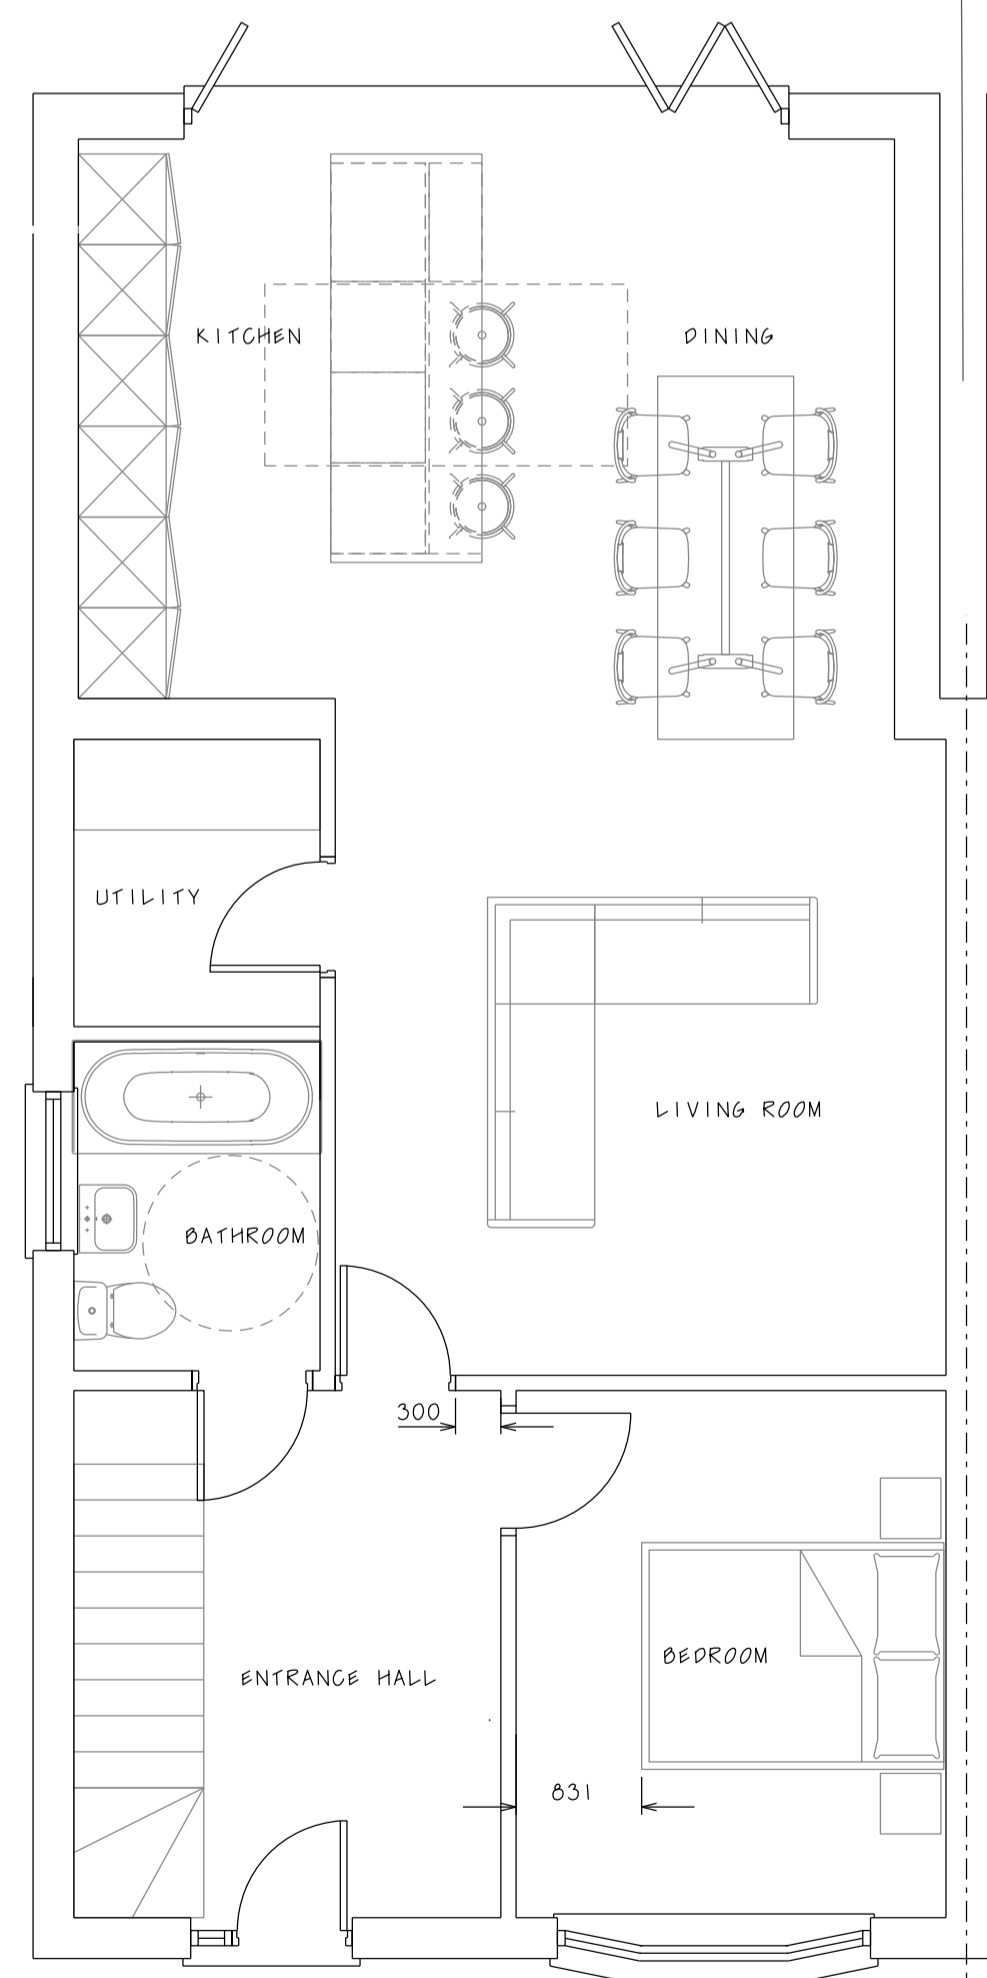 KITCHEN
DINING
UTILITY
LIVING ROOM
BATHROOM
300
BEDROOM
ENTRANCE HALL
831